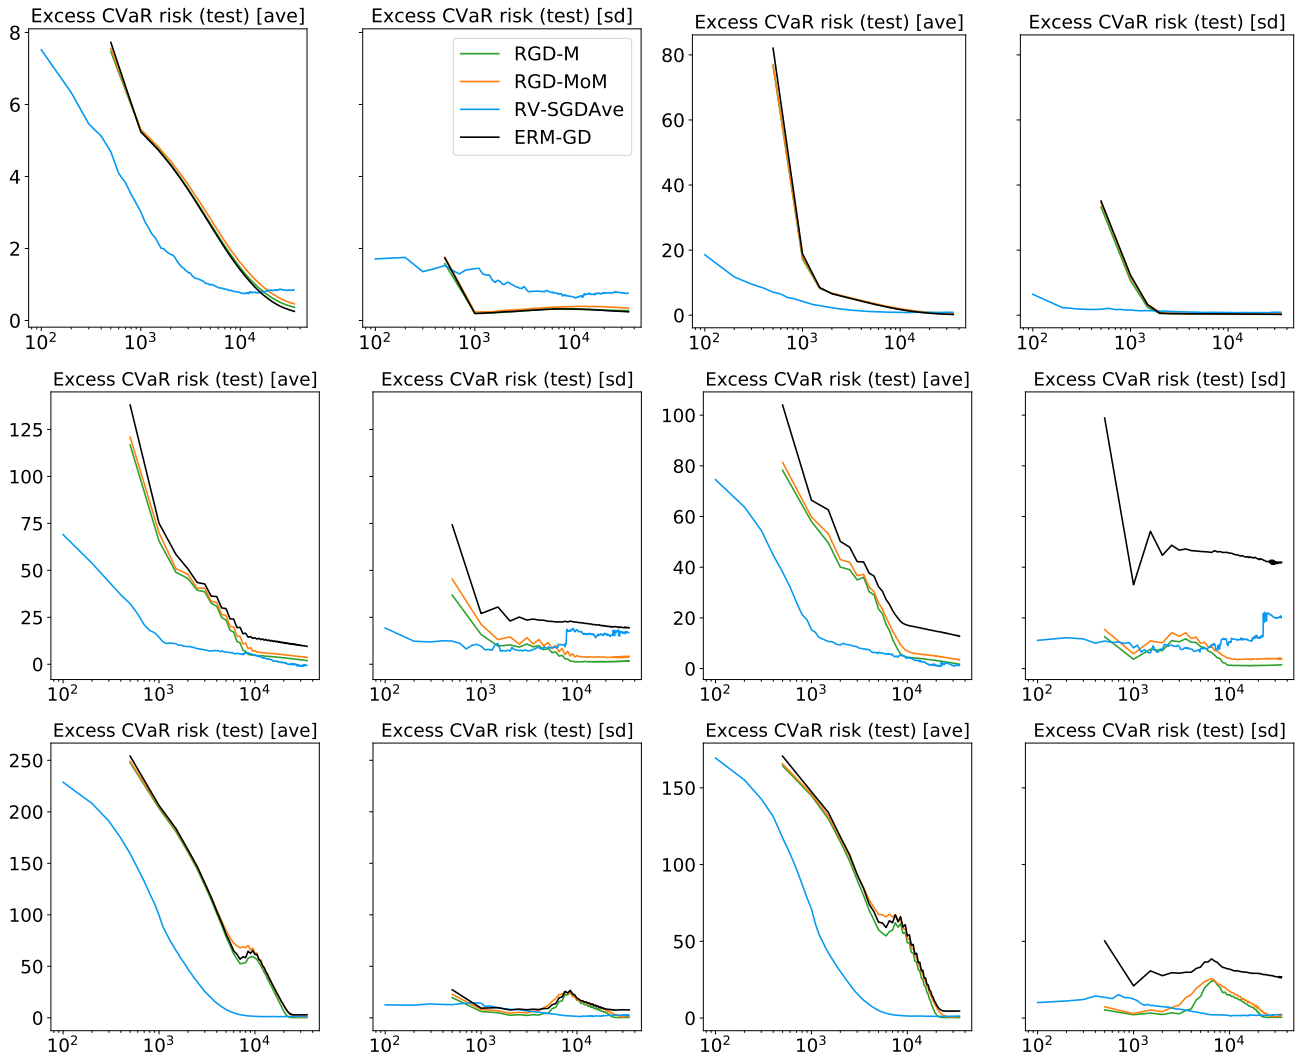 Excess CVaR risk (test) [ave]
Excess CVaR risk (test) [sd]
Excess CVaR risk (test) [ave]
Excess CVaR risk (test) [sd]
8
6
4
2
0
RGD-M
RGD-MoM
RV-SGDAve
ERM-GD
80
60
40
20
0
10² 10³ 10⁴
10² 10³ 10⁴
10² 10³ 10⁴
10² 10³ 10⁴
Excess CVaR risk (test) [ave]
Excess CVaR risk (test) [sd]
Excess CVaR risk (test) [ave]
Excess CVaR risk (test) [sd]
125
100
75
50
25
0
100
80
60
40
20
0
10² 10³ 10⁴
10² 10³ 10⁴
10² 10³ 10⁴
10² 10³ 10⁴
Excess CVaR risk (test) [ave]
Excess CVaR risk (test) [sd]
Excess CVaR risk (test) [ave]
Excess CVaR risk (test) [sd]
250
200
150
100
50
0
150
100
50
0
10² 10³ 10⁴
10² 10³ 10⁴
10² 10³ 10⁴
10² 10³ 10⁴